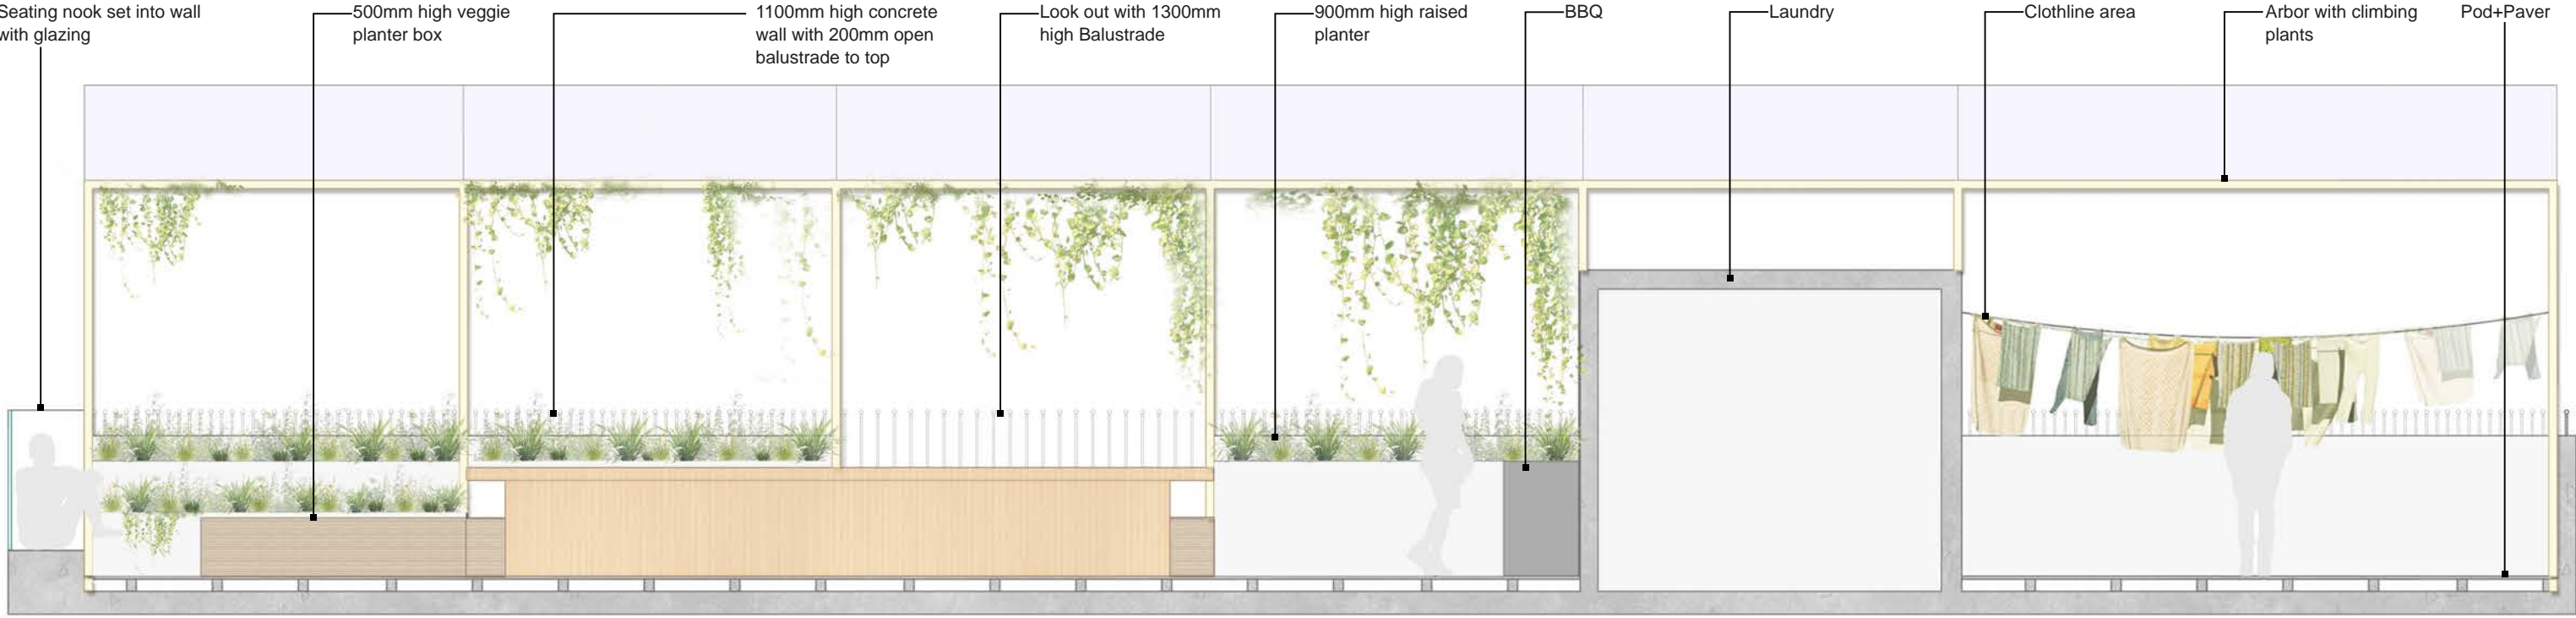 Seating nook set into wall
with glazing
500mm high veggie
planter box
1100mm high concrete
wall with 200mm open
balustrade to top
Look out with 1300mm
high Balustrade
900mm high raised
planter
BBQ
Laundry
Clothline area
Arbor with climbing
plants
Pod+Paver